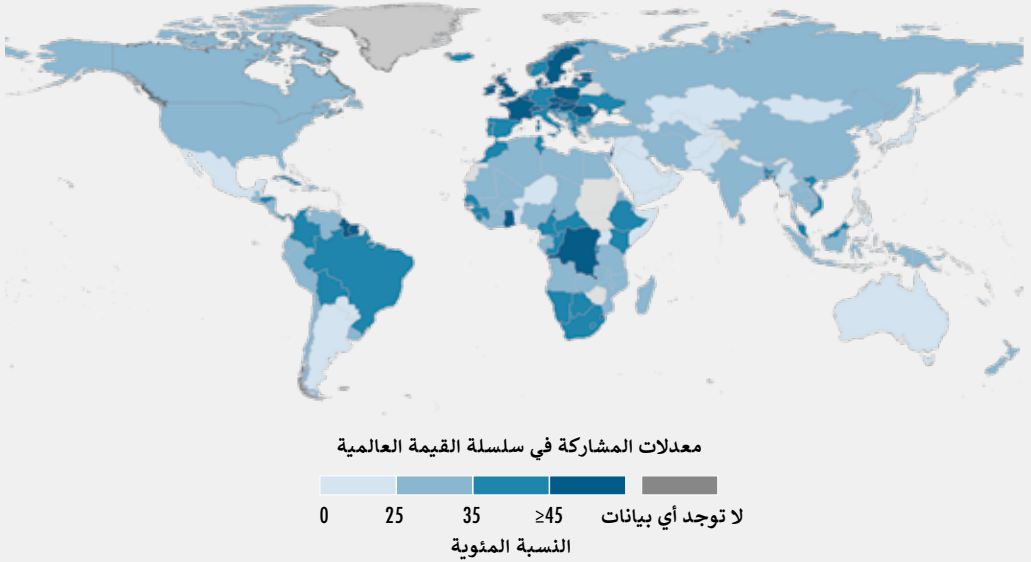 معدلات المشاركة في سلسلة القيمة العالمية
0 25 35 ≥45 لا توجد أي بيانات
النسبة المئوية